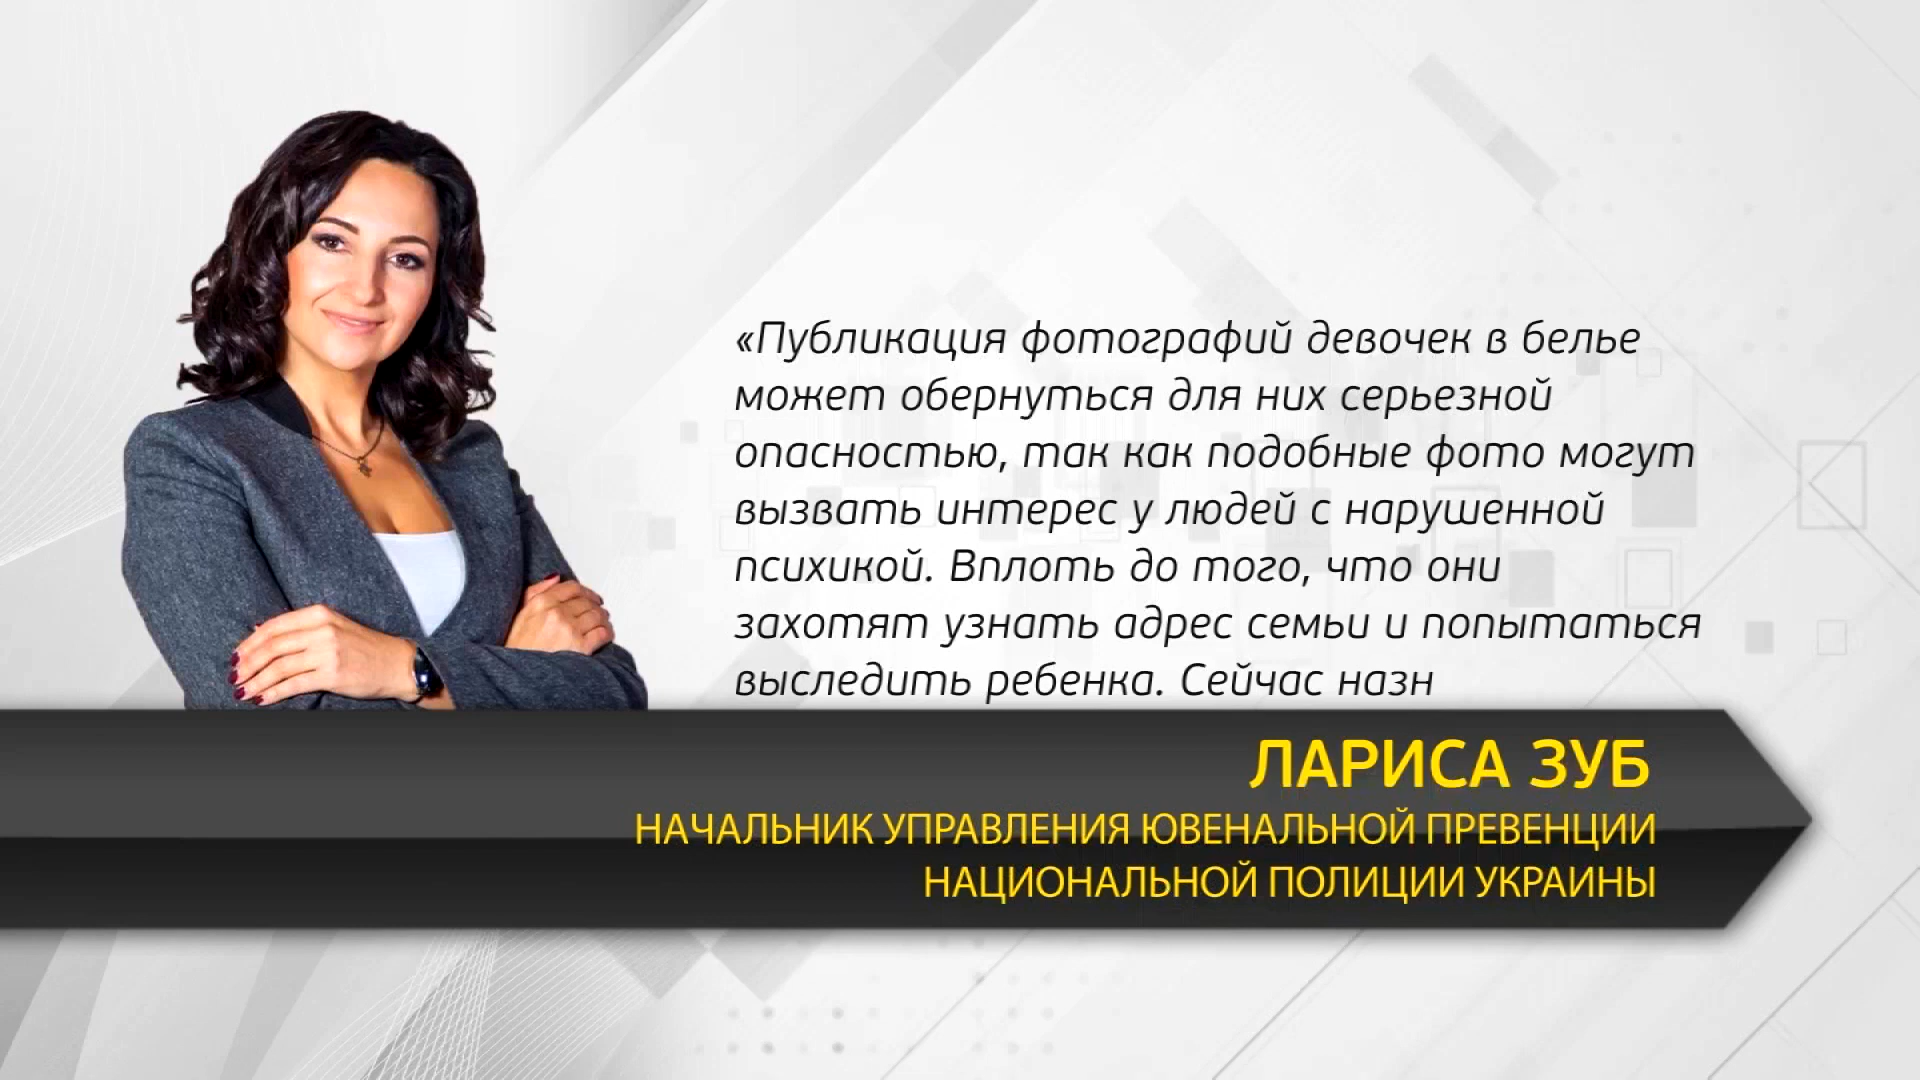 «Публикация фотографий девочек в белье
может обернуться для них серьезной
опасностью, так как подобные фото могут
вызвать интерес у людей с нарушенной
психикой. Вплоть до того, что они
захотят узнать адрес семьи и попытаться
выследить ребенка. Сейчас назн
ЛАРИСА ЗУБ
НАЧАЛЬНИК УПРАВЛЕНИЯ ЮВЕНАЛЬНОЙ ПРЕВЕНЦИИ
НАЦИОНАЛЬНОЙ ПОЛИЦИИ УКРАИНЫ